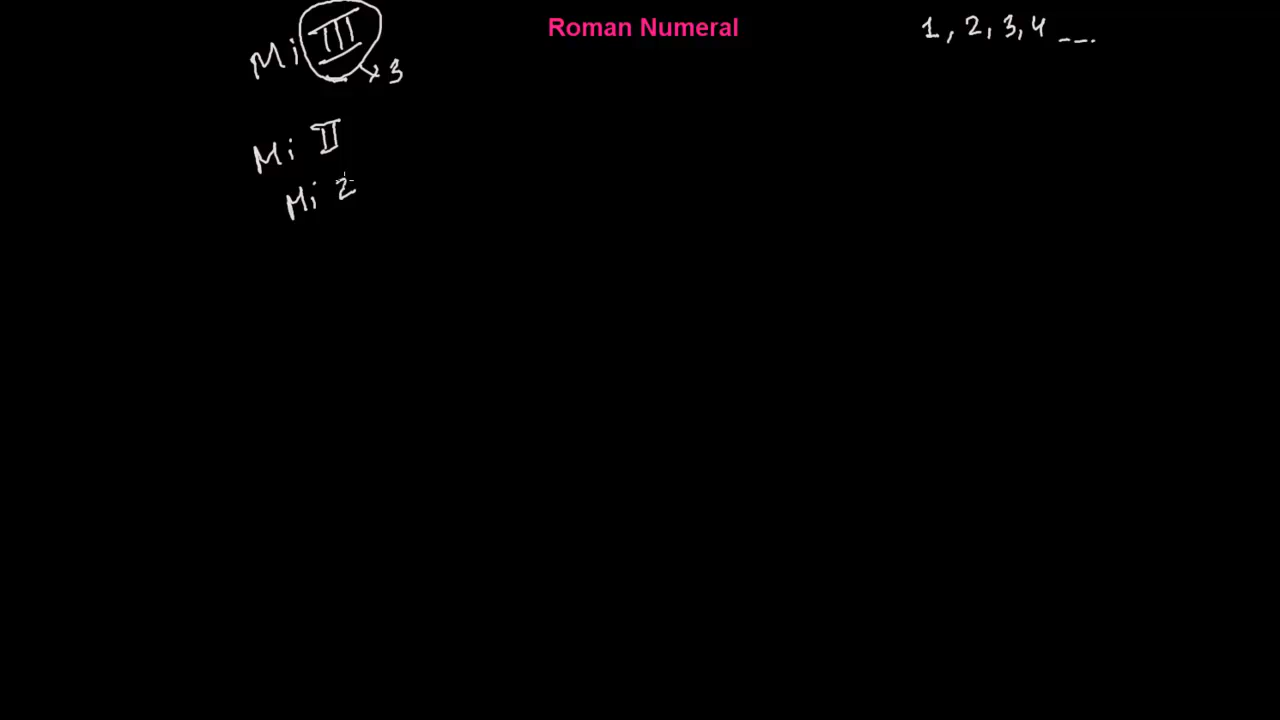 Roman Numeral
1, 2, 3, 4 _ _ .
Mi III
3
Mi II
Mi 2